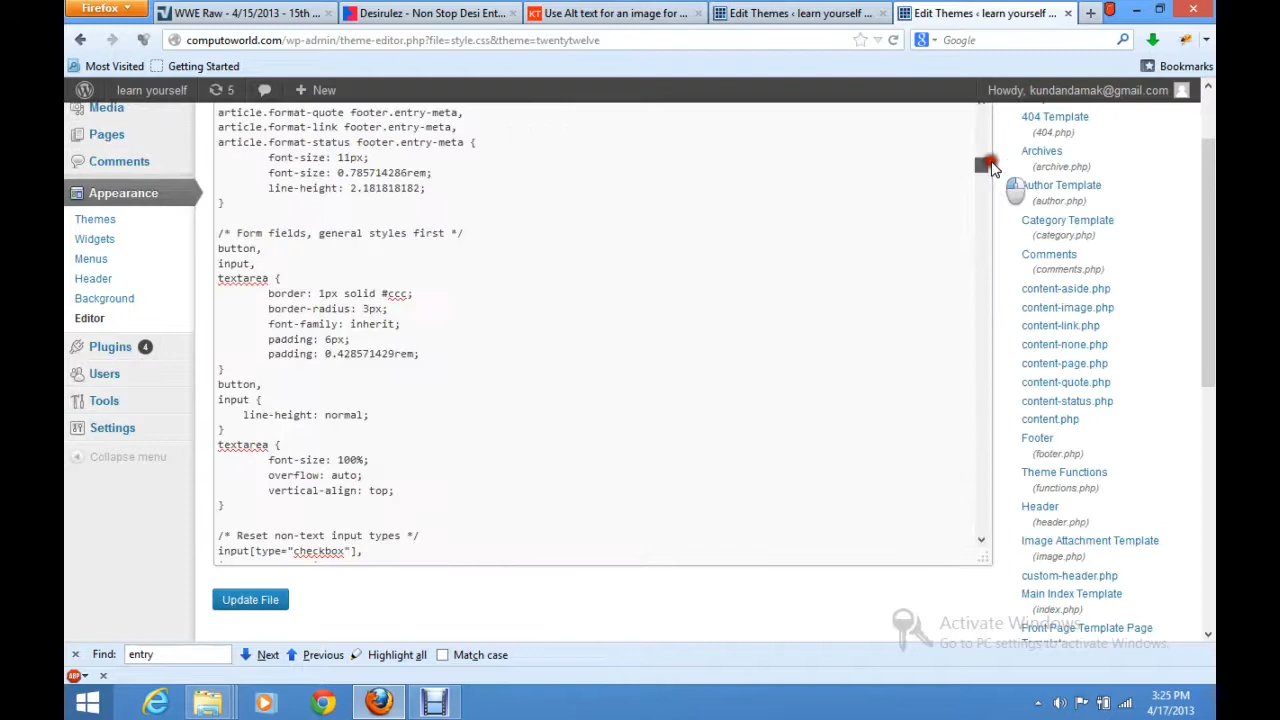 Firefox
WWE Raw - 4/15/2013 - 15th ...
Desirulez - Non Stop Desi Ent...
Use Alt text for an image for ...
Edit Themes ‹ learn yourself ...
Edit Themes ‹ learn yourself ...
computoworld.com/wp-admin/theme-editor.php?file=style.css&theme=twentytwelve
Google
Most Visited
Getting Started
Bookmarks
learn yourself
5
New
Howdy, kundandamak@gmail.com
Media
Pages
Comments
Appearance
Themes
Widgets
Menus
Header
Background
Editor
Plugins 4
Users
Tools
Settings
Collapse menu
article.format-quote footer.entry-meta,
article.format-link footer.entry-meta,
article.format-status footer.entry-meta {
font-size: 11px;
font-size: 0.785714286rem;
line-height: 2.181818182;
}
/* Form fields, general styles first */
button,
input,
textarea {
border: 1px solid #ccc;
border-radius: 3px;
font-family: inherit;
padding: 6px;
padding: 0.428571429rem;
}
button,
input {
line-height: normal;
}
textarea {
font-size: 100%;
overflow: auto;
vertical-align: top;
}
/* Reset non-text input types */
input[type="checkbox"],
Update File
404 Template
(404.php)
Archives
(archive.php)
Author Template
(author.php)
Category Template
(category.php)
Comments
(comments.php)
content-aside.php
content-image.php
content-link.php
content-none.php
content-page.php
content-quote.php
content-status.php
content.php
Footer
(footer.php)
Theme Functions
(functions.php)
Header
(header.php)
Image Attachment Template
(image.php)
custom-header.php
Main Index Template
(index.php)
Front Page Template Page
Activate Windows
Go to PC settings to activate Windows.
Find: entry
Next
Previous
Highlight all
Match case
ABP
3:25 PM
4/17/2013